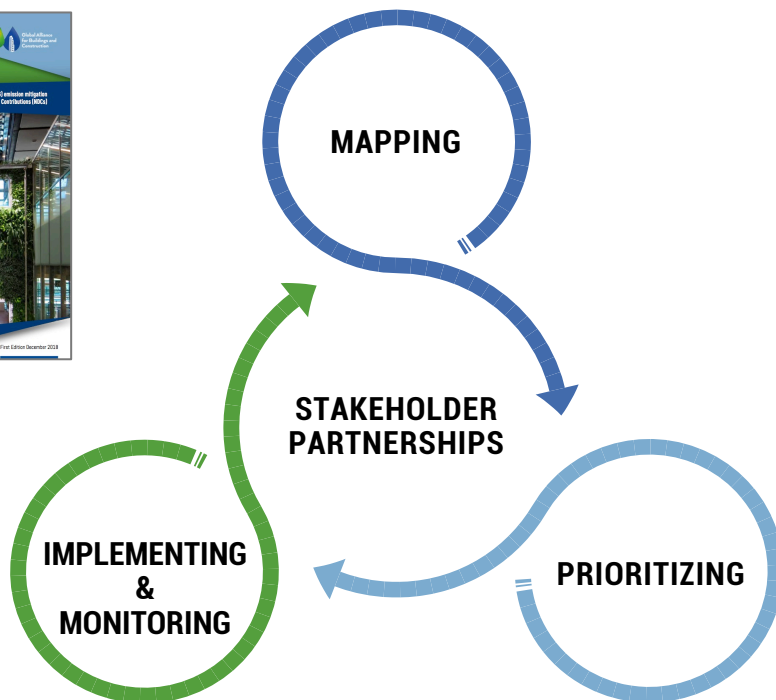 Global Alliance
for Buildings and
Construction
emission mitigation
Contributions (NDCs)
First Edition December 2018
MAPPING
STAKEHOLDER
PARTNERSHIPS
IMPLEMENTING
&
MONITORING
PRIORITIZING